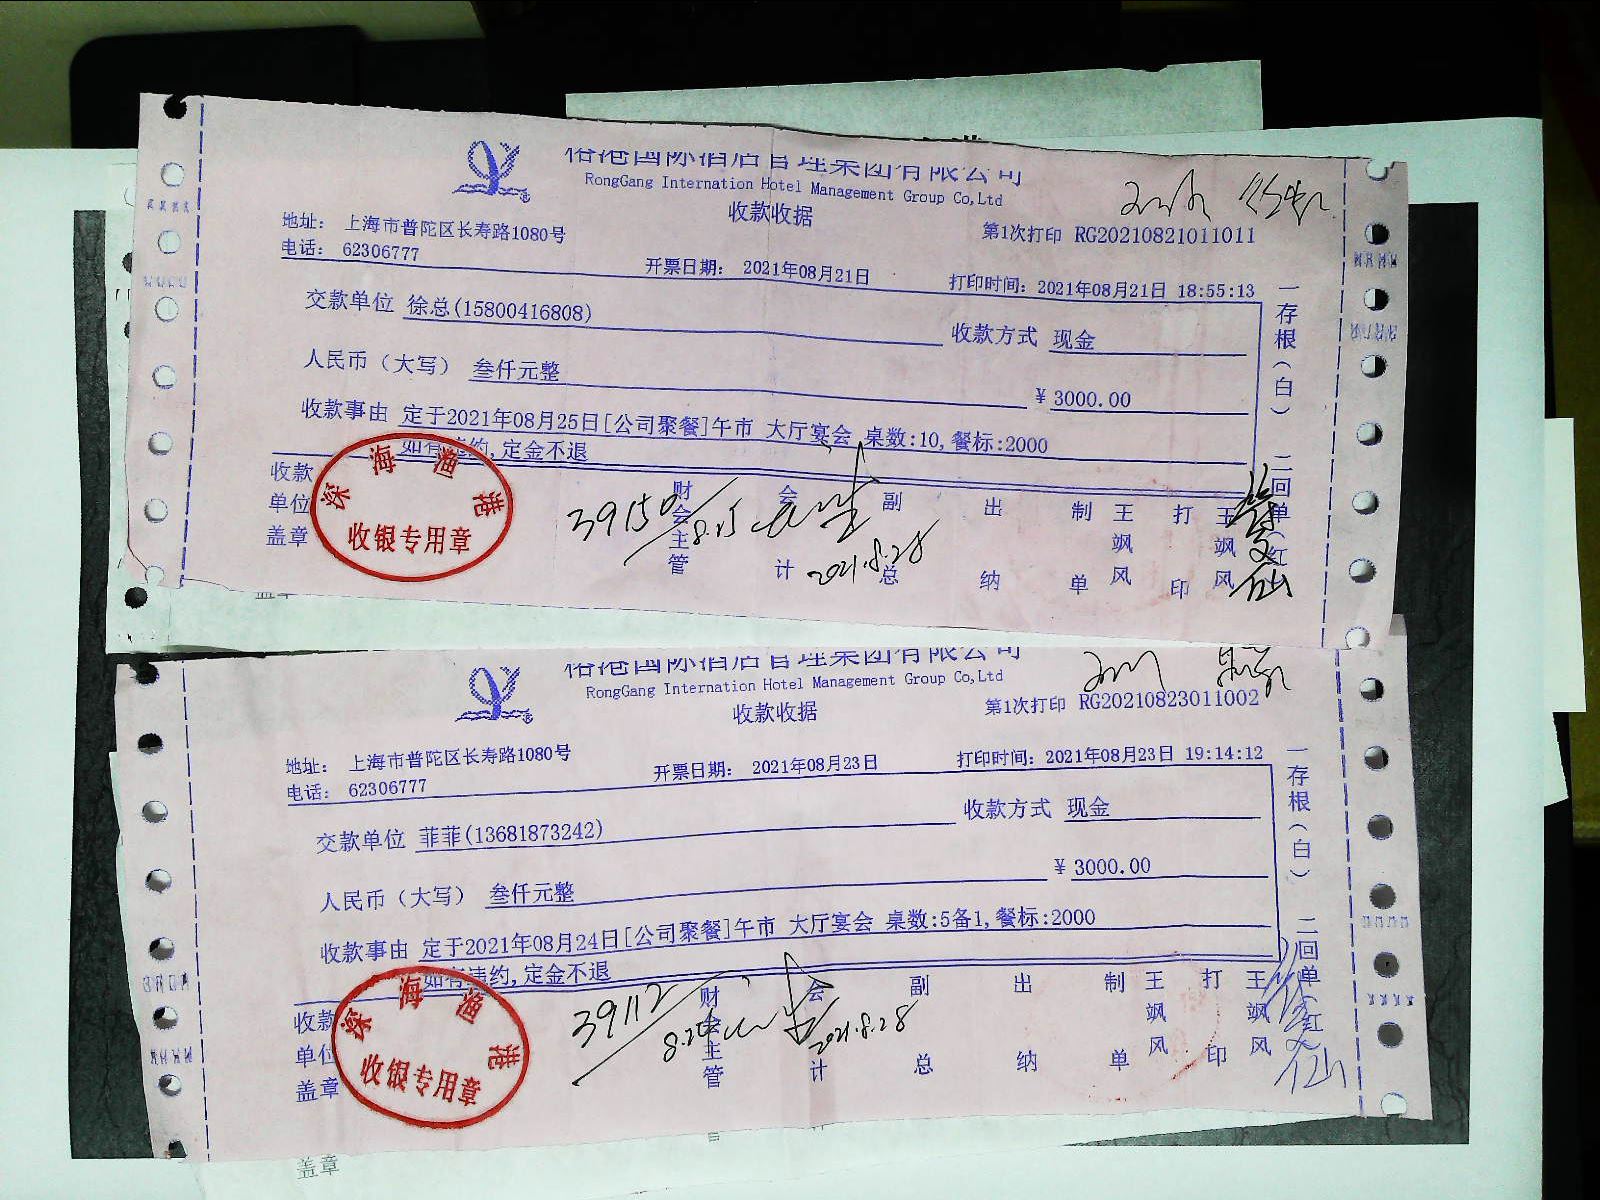 国际酒店管理集团有限公司
RongGang Internation Hotel Management Group Co,Ltd
收款收据
第1次打印 RG20210821011011
地址: 上海市普陀区长寿路1080号
电话: 62306777
开票日期: 2021年08月21日
打印时间: 2021年08月21日 18:55:13
交款单位 徐总(15800416808)
收款方式 现金
人民币(大写) 叁仟元整
¥ 3000.00
收款事由 定于2021年08月25日[公司聚餐]午市 大厅宴会 桌数:10,餐标:2000
如有违约,定金不退
收款单位盖章
深海渔港
收银专用章
财会主管
会计
副总
出纳
制单
王飒风
打印
王飒风
39150
8.25
2021.8.28
一存根(白) 二回单(红)
盖章
国际酒店管理集团有限公司
RongGang Internation Hotel Management Group Co,Ltd
收款收据
第1次打印 RG20210823011002
地址: 上海市普陀区长寿路1080号
电话: 62306777
开票日期: 2021年08月23日
打印时间: 2021年08月23日 19:14:12
交款单位 菲菲(13681873242)
收款方式 现金
人民币(大写) 叁仟元整
¥ 3000.00
收款事由 定于2021年08月24日[公司聚餐]午市 大厅宴会 桌数:5备1,餐标:2000
如有违约,定金不退
收款单位盖章
深海渔港
收银专用章
财会主管
会计
副总
出纳
制单
王飒风
打印
王飒风
39112
8.24
2021.8.28
一存根(白) 二回单(红)
盖章